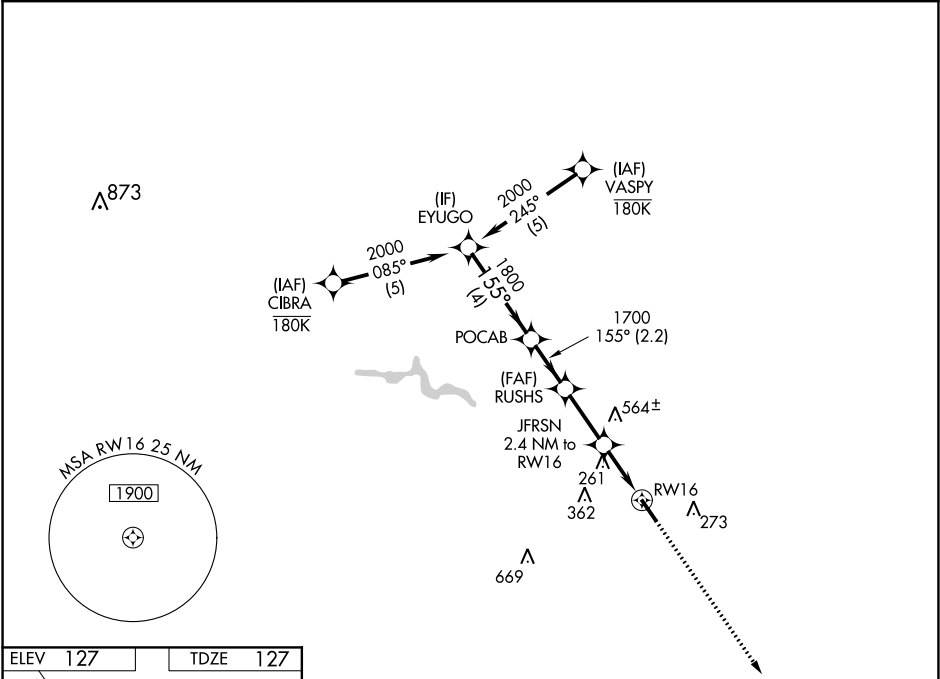 873
(IAF)
VASPY
180K
2000
245°
(5)
(IF)
EYUGO
2000
085°
(5)
(IAF)
CIBRA
180K
1800
155°
(4)
POCAB
1700
155° (2.2)
(FAF)
RUSHS
564±
JFRSN
2.4 NM to
RW16
261
362
RW16
273
669
MSA RW16 25 NM
1900
ELEV 127
TDZE 127